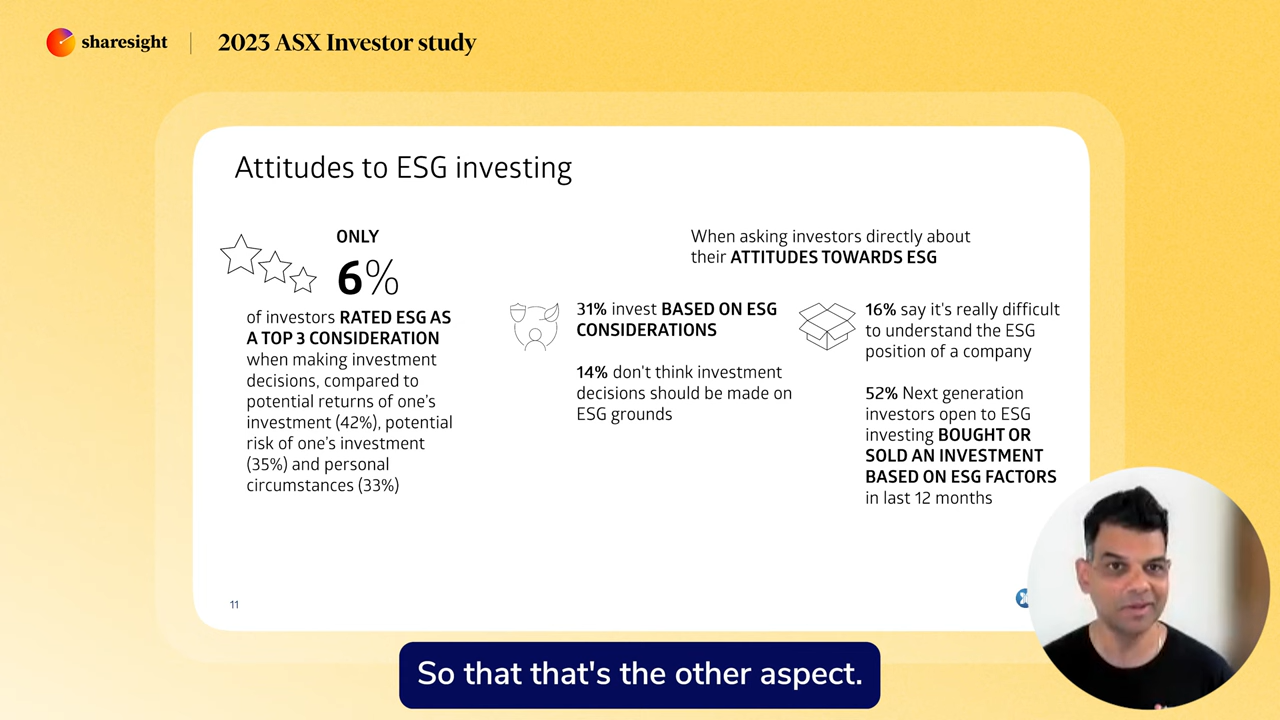 sharesight
2023 ASX Investor study
Attitudes to ESG investing
ONLY
6%
of investors RATED ESG AS
A TOP 3 CONSIDERATION
when making investment
decisions, compared to
potential returns of one's
investment (42%), potential
risk of one's investment
(35%) and personal
circumstances (33%)
When asking investors directly about
their ATTITUDES TOWARDS ESG
31% invest BASED ON ESG
CONSIDERATIONS
14% don't think investment
decisions should be made on
ESG grounds
16% say it's really difficult
to understand the ESG
position of a company
52% Next generation
investors open to ESG
investing BOUGHT OR
SOLD AN INVESTMENT
BASED ON ESG FACTORS
in last 12 months
11
So that that's the other aspect.